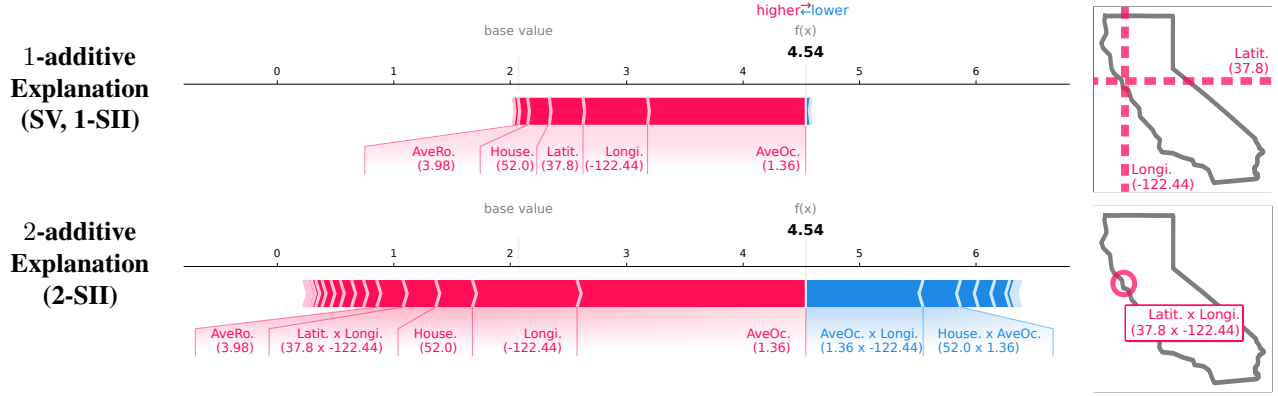 1-additive
Explanation
(SV, 1-SII)
higher⇄lower
base value
f(x)
4.54
0 1 2 3 4 5 6
AveRo.
(3.98)
House.
(52.0)
Latit.
(37.8)
Longi.
(-122.44)
AveOc.
(1.36)
Latit.
(37.8)
Longi.
(-122.44)
2-additive
Explanation
(2-SII)
base value
f(x)
4.54
0 1 2 3 4 5 6
AveRo.
(3.98)
Latit. x Longi.
(37.8 x -122.44)
House.
(52.0)
Longi.
(-122.44)
AveOc.
(1.36)
AveOc. x Longi.
(1.36 x -122.44)
House. x AveOc.
(52.0 x 1.36)
Latit. x Longi.
(37.8 x -122.44)